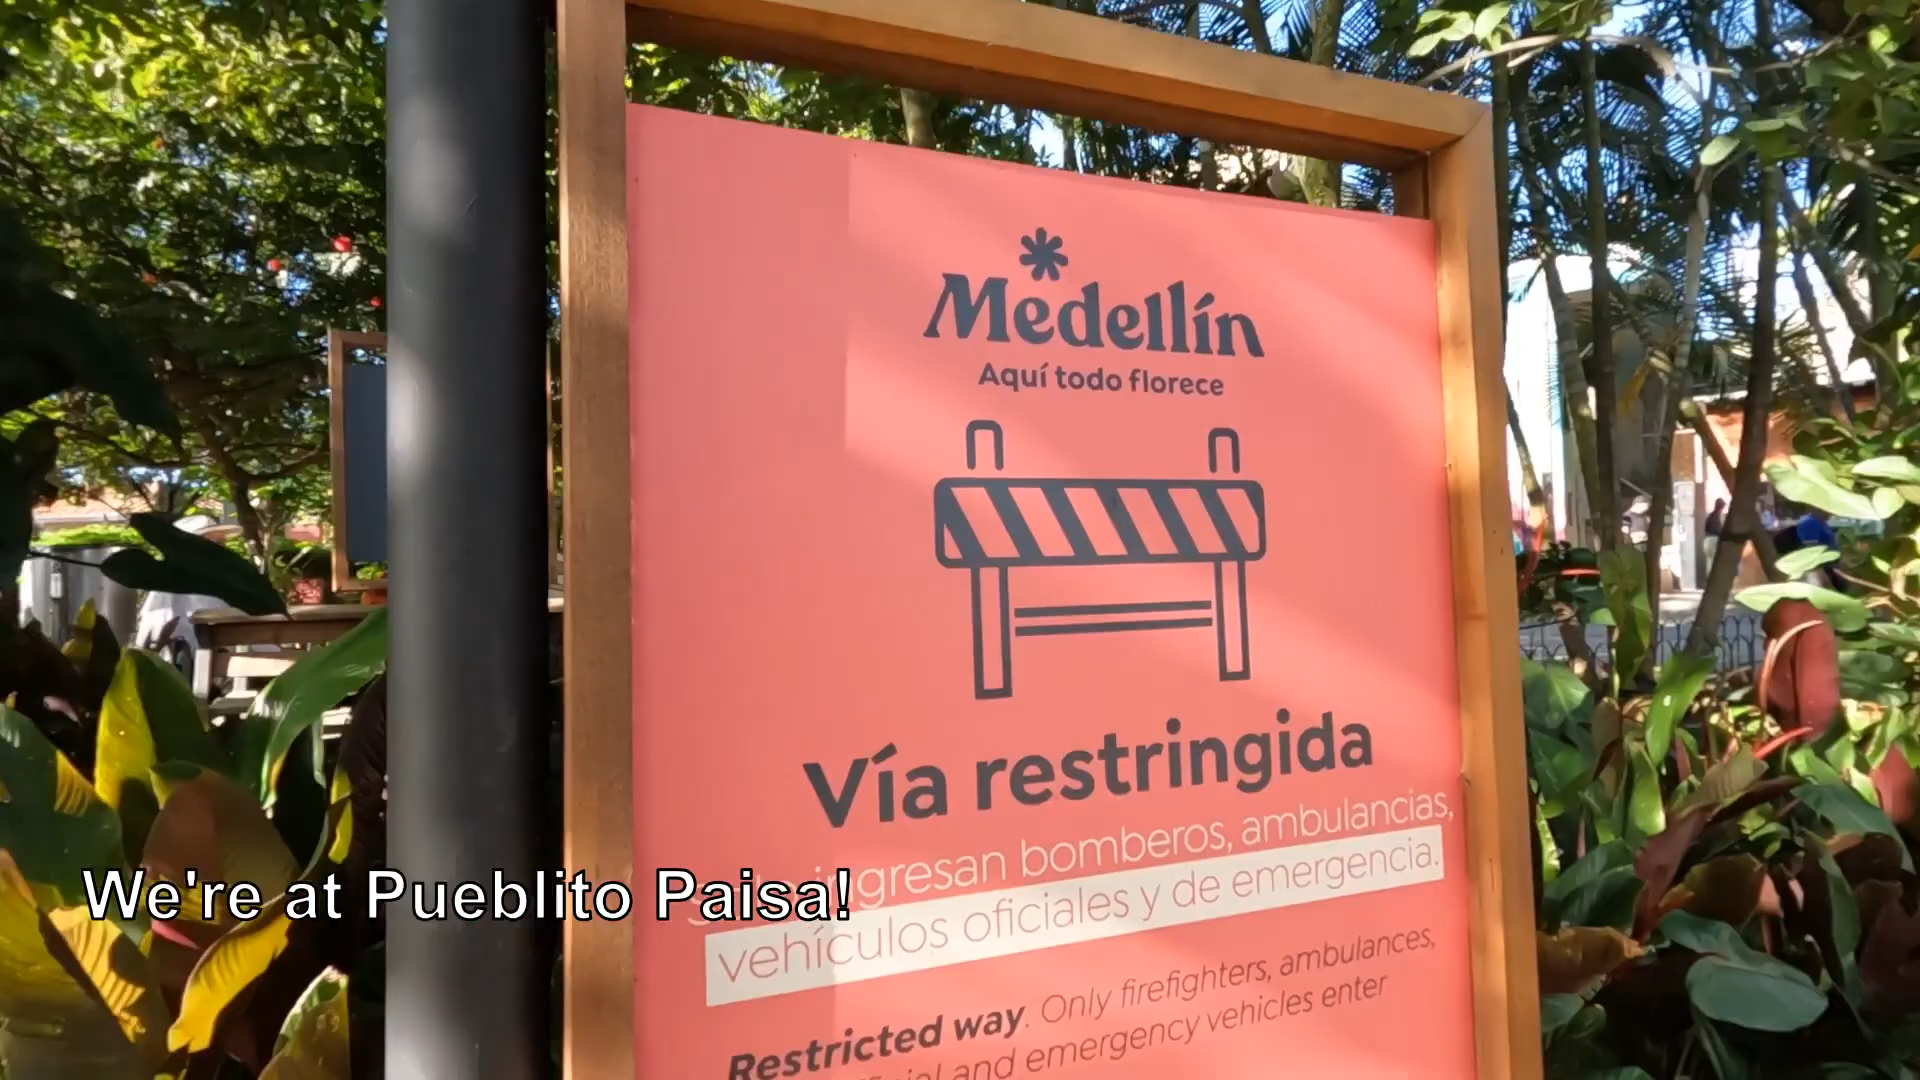 Medellín
Aquí todo florece
Vía restringida
ingresan bomberos, ambulancias,
vehículos oficiales y de emergencia.
We're at Pueblito Paisa!
Restricted way. Only firefighters, ambulances,
and emergency vehicles enter